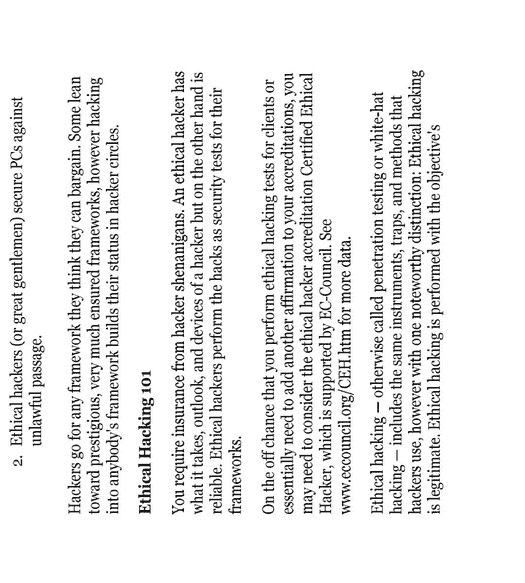 2. Ethical hackers (or great gentlemen) secure PCs against
unlawful passage.
Hackers go for any framework they think they can bargain. Some lean
toward prestigious, very much ensured frameworks, however hacking
into anybody's framework builds their status in hacker circles.
Ethical Hacking 101
You require insurance from hacker shenanigans. An ethical hacker has
what it takes, outlook, and devices of a hacker but on the other hand is
reliable. Ethical hackers perform the hacks as security tests for their
frameworks.
On the off chance that you perform ethical hacking tests for clients or
essentially need to add another affirmation to your accreditations, you
may need to consider the ethical hacker accreditation Certified Ethical
Hacker, which is supported by EC-Council. See
www.eccouncil.org/CEH.htm for more data.
Ethical hacking — otherwise called penetration testing or white-hat
hacking — includes the same instruments, traps, and methods that
hackers use, however with one noteworthy distinction: Ethical hacking
is legitimate. Ethical hacking is performed with the objective's